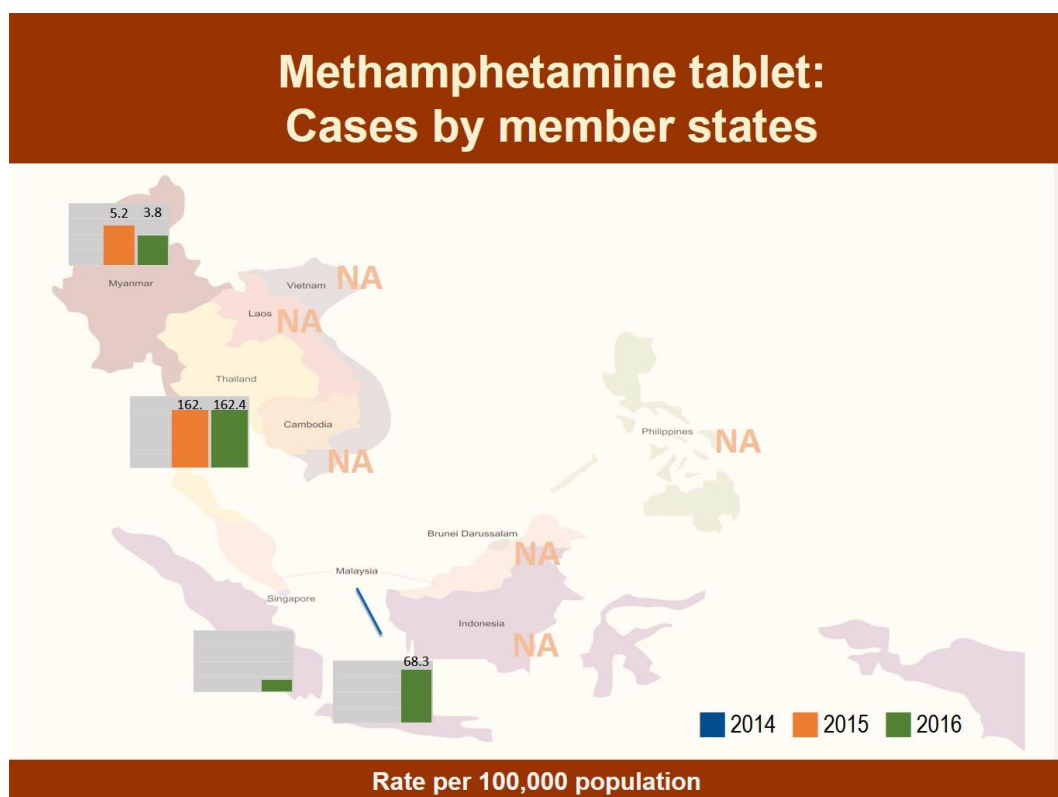 Methamphetamine tablet:
Cases by member states
5.2 3.8
Myanmar
Vietnam NA
Laos NA
Thailand
162. 162.4
Cambodia
NA
Philippines NA
Brunei Darussalam
NA
Malaysia
Singapore
Indonesia
NA
68.3
2014 2015 2016
Rate per 100,000 population